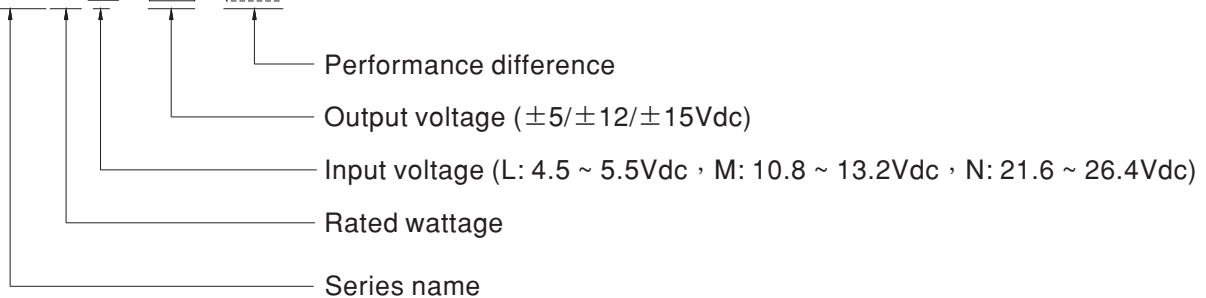 Performance difference
Output voltage (±5/±12/±15Vdc)
Input voltage (L: 4.5 ~ 5.5Vdc，M: 10.8 ~ 13.2Vdc，N: 21.6 ~ 26.4Vdc)
Rated wattage
Series name